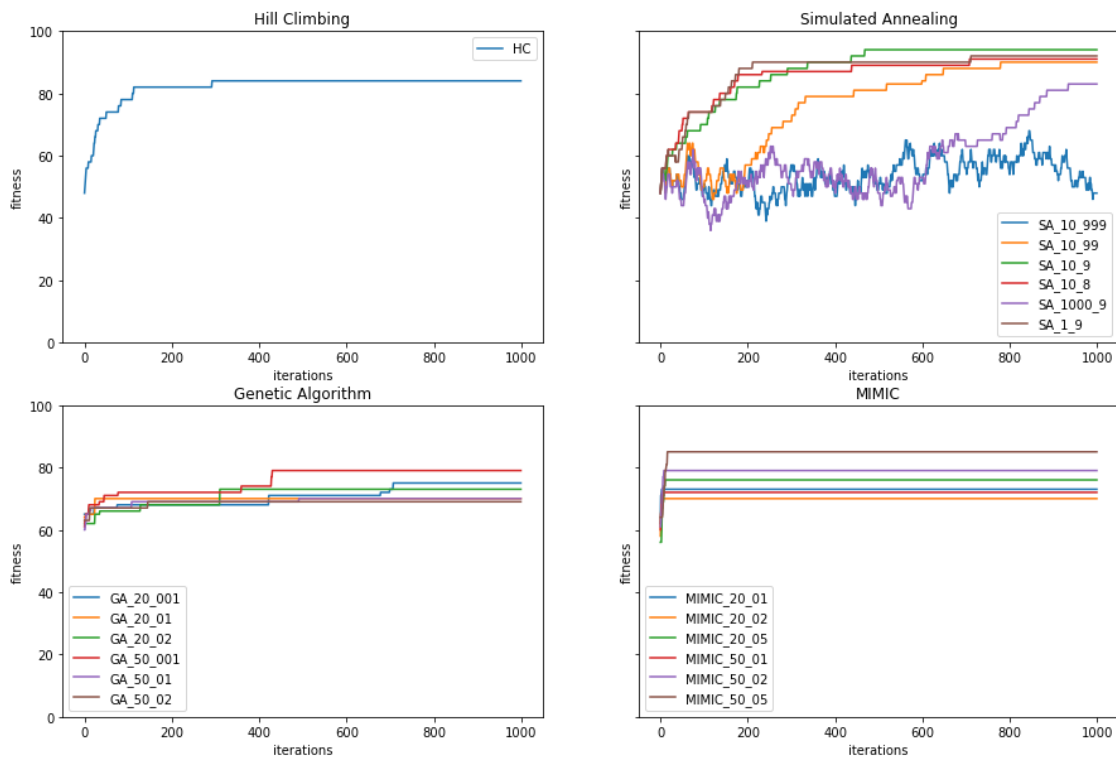 Hill Climbing
100
80
60
40
20
0
fitness
HC
0 200 400 600 800 1000
iterations
Simulated Annealing
fitness
SA_10_999
SA_10_99
SA_10_9
SA_10_8
SA_1000_9
SA_1_9
0 200 400 600 800 1000
iterations
Genetic Algorithm
100
80
60
40
20
0
fitness
GA_20_001
GA_20_01
GA_20_02
GA_50_001
GA_50_01
GA_50_02
0 200 400 600 800 1000
iterations
MIMIC
fitness
MIMIC_20_01
MIMIC_20_02
MIMIC_20_05
MIMIC_50_01
MIMIC_50_02
MIMIC_50_05
0 200 400 600 800 1000
iterations